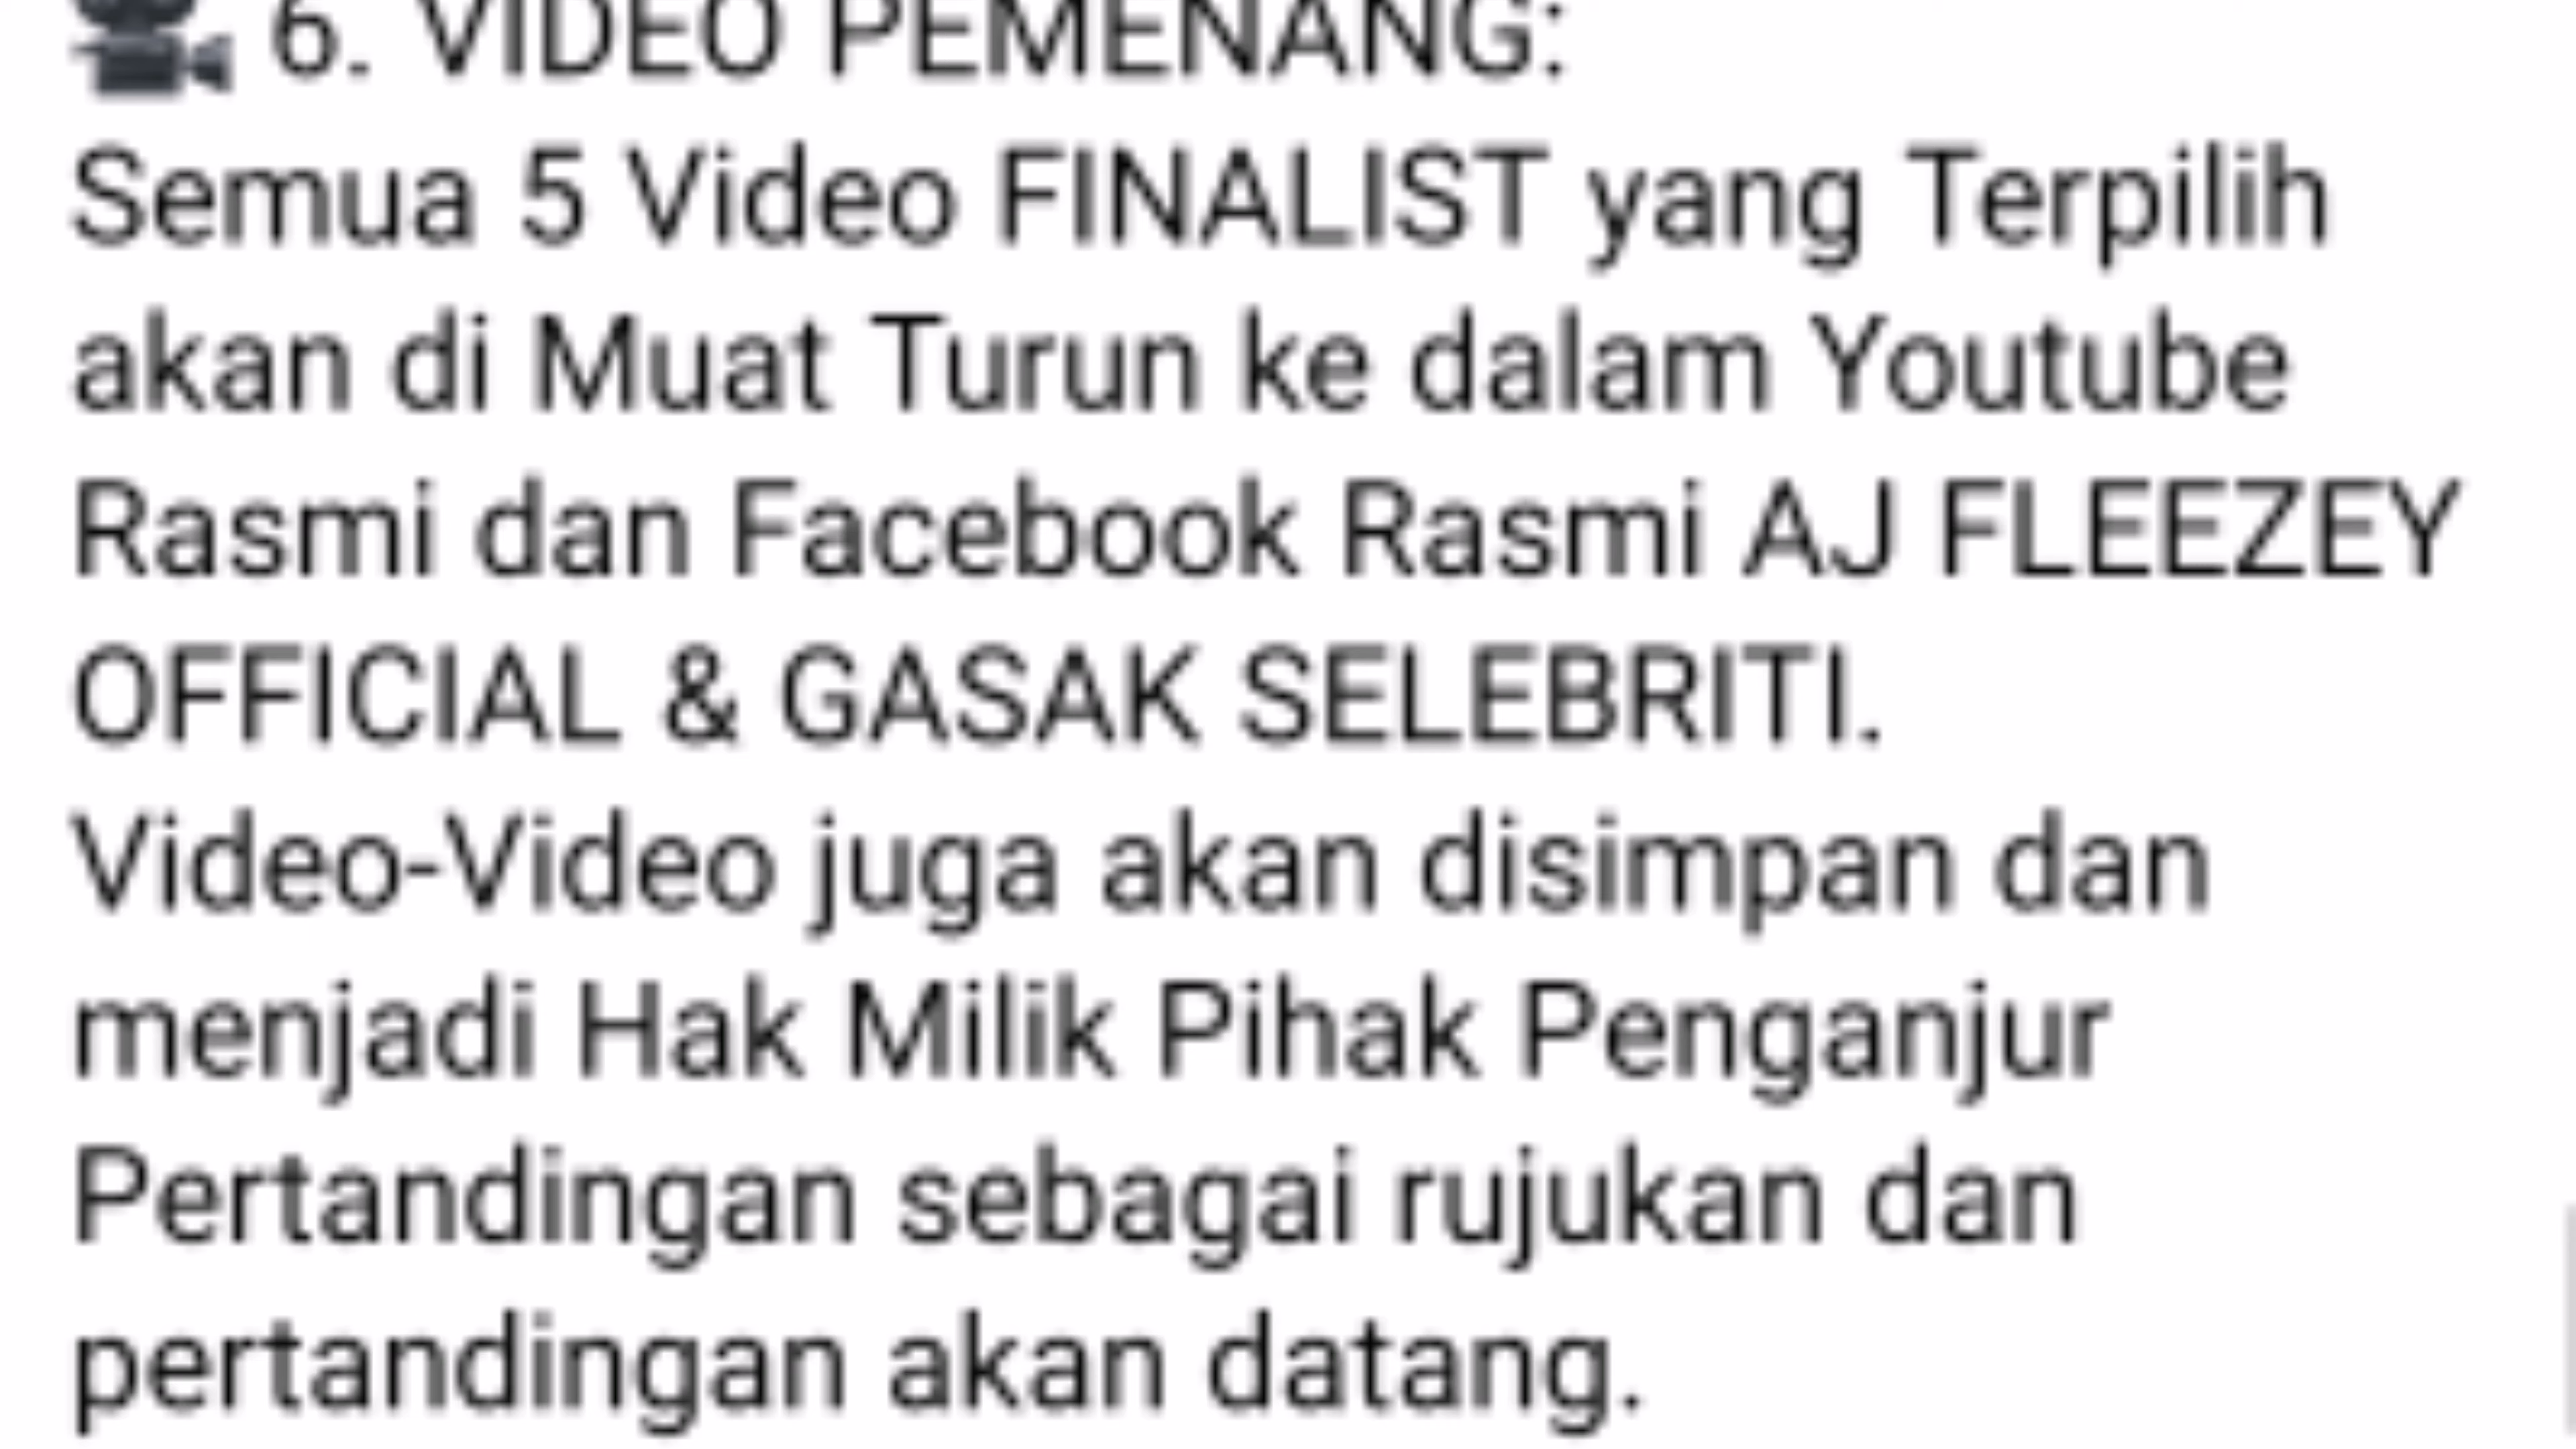 🎥 6. VIDEO PEMENANG:
Semua 5 Video FINALIST yang Terpilih
akan di Muat Turun ke dalam Youtube
Rasmi dan Facebook Rasmi AJ FLEEZEY
OFFICIAL & GASAK SELEBRITI.
Video-Video juga akan disimpan dan
menjadi Hak Milik Pihak Penganjur
Pertandingan sebagai rujukan dan
pertandingan akan datang.